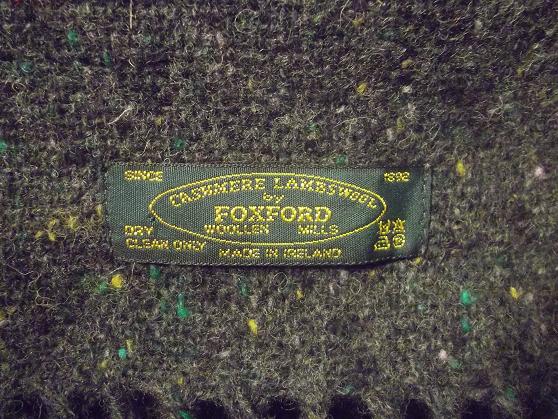 SINCE 1892
CASHMERE LAMBSWOOL
by
FOXFORD
WOOLLEN MILLS
DRY
CLEAN ONLY
MADE IN IRELAND